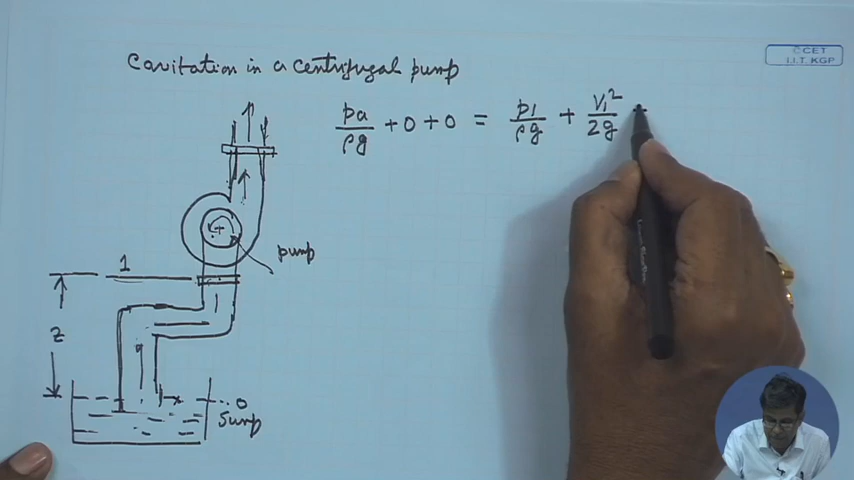 Cavitation in a centrifugal pump
© CET
I.I.T. KGP
pa/ρg + 0 + 0 = p1/ρg + V1²/2g
pump
1
z
0
Sump